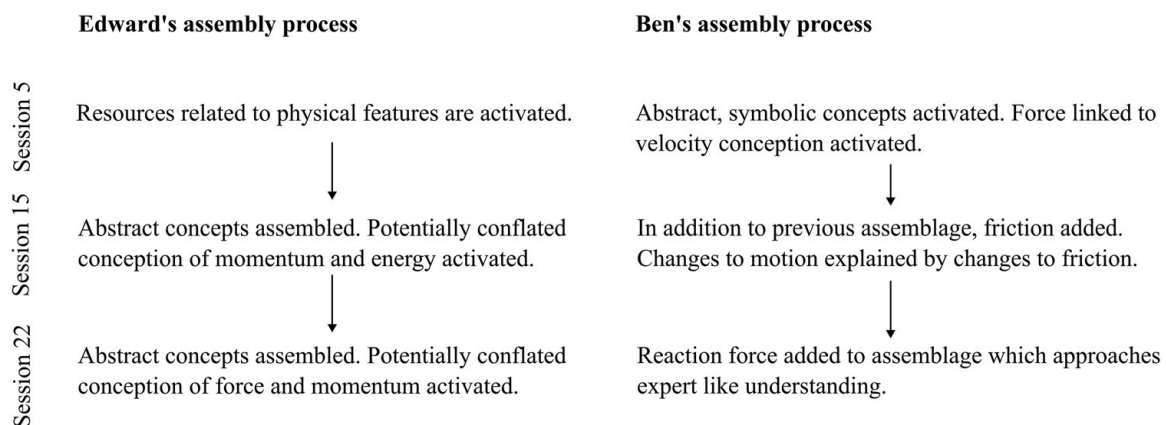 Edward's assembly process
Ben's assembly process
Session 5
Resources related to physical features are activated.
Abstract, symbolic concepts activated. Force linked to
velocity conception activated.
Session 15
Abstract concepts assembled. Potentially conflated
conception of momentum and energy activated.
In addition to previous assemblage, friction added.
Changes to motion explained by changes to friction.
Session 22
Abstract concepts assembled. Potentially conflated
conception of force and momentum activated.
Reaction force added to assemblage which approaches
expert like understanding.